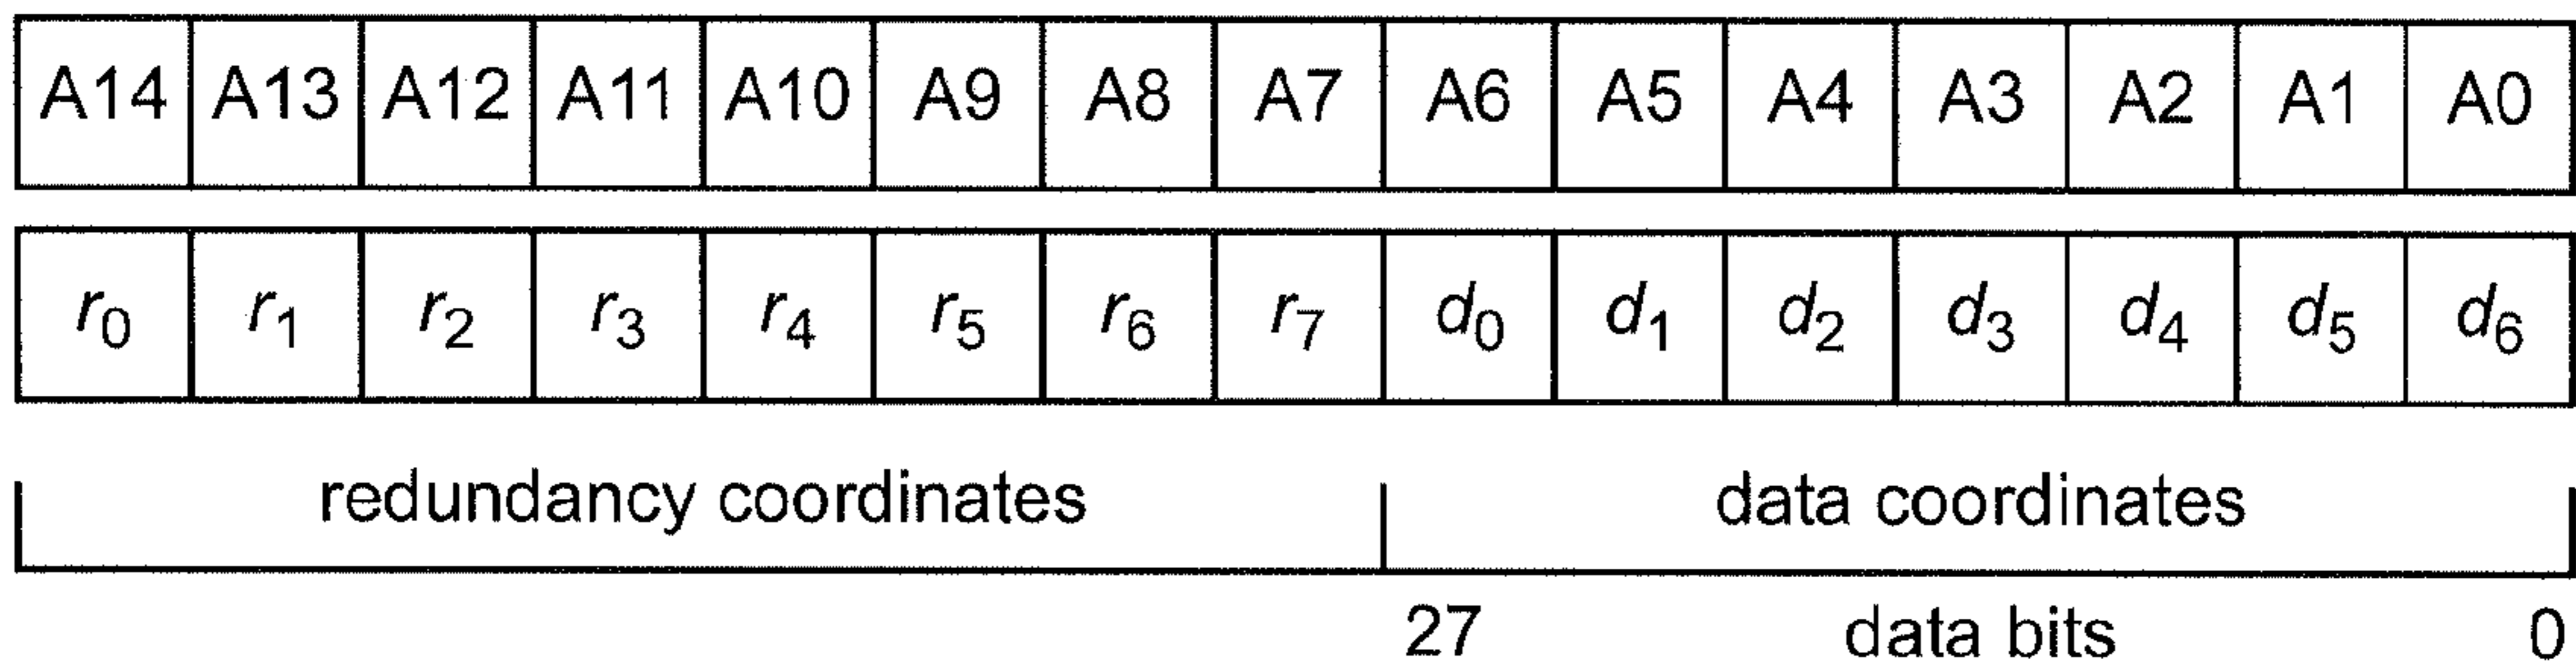 A14 A13 A12 A11 A10 A9 A8 A7 A6 A5 A4 A3 A2 A1 A0
r0 r1 r2 r3 r4 r5 r6 r7 d0 d1 d2 d3 d4 d5 d6
redundancy coordinates data coordinates
27 data bits 0